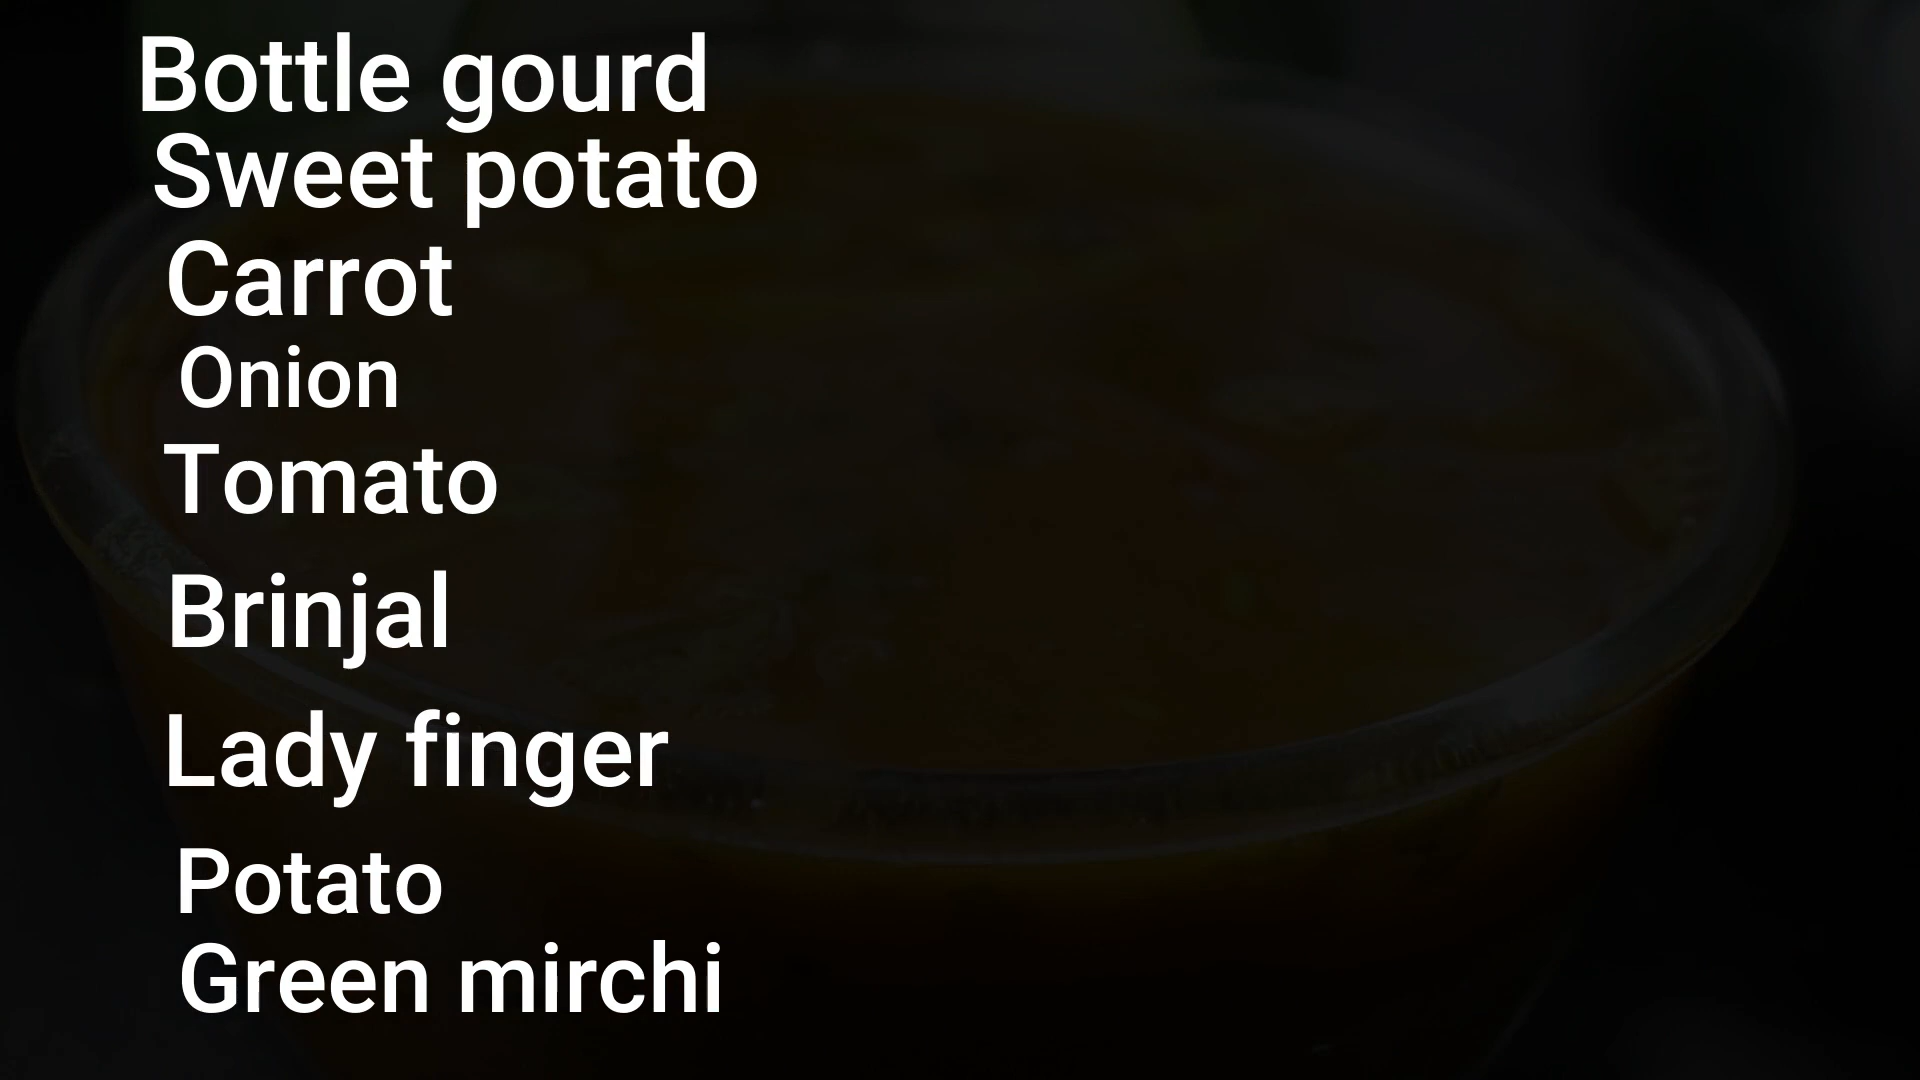 Bottle gourd
Sweet potato
Carrot
Onion
Tomato
Brinjal
Lady finger
Potato
Green mirchi